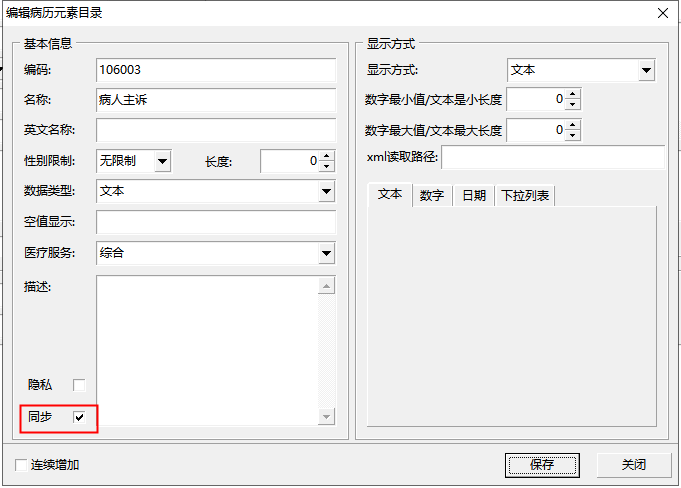 编辑病历元素目录
基本信息
编码: 106003
名称: 病人主诉
英文名称:
性别限制: 无限制 长度: 0
数据类型: 文本
空值显示:
医疗服务: 综合
描述:
隐私
同步
显示方式
显示方式: 文本
数字最小值/文本是小长度 0
数字最大值/文本最大长度 0
xml读取路径:
文本 数字 日期 下拉列表
连续增加 保存 关闭